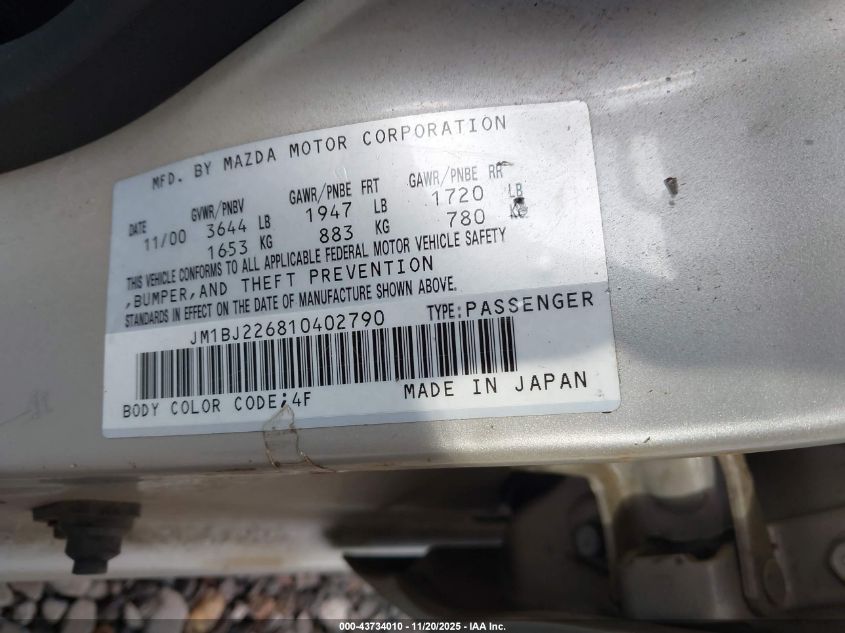 MFD. BY MAZDA MOTOR CORPORATION
DATE GVWR/PNBV GAWR/PNBE FRT GAWR/PNBE RR
11/00 3644 LB 1947 LB 1720 LB
1653 KG 883 KG 780 KG
THIS VEHICLE CONFORMS TO ALL APPLICABLE FEDERAL MOTOR VEHICLE SAFETY
,BUMPER,AND THEFT PREVENTION
STANDARDS IN EFFECT ON THE DATE OF MANUFACTURE SHOWN ABOVE.
JM1BJ226810402790 TYPE:PASSENGER
BODY COLOR CODE;4F MADE IN JAPAN
000-43734010 - 11/20/2025 - IAA Inc.